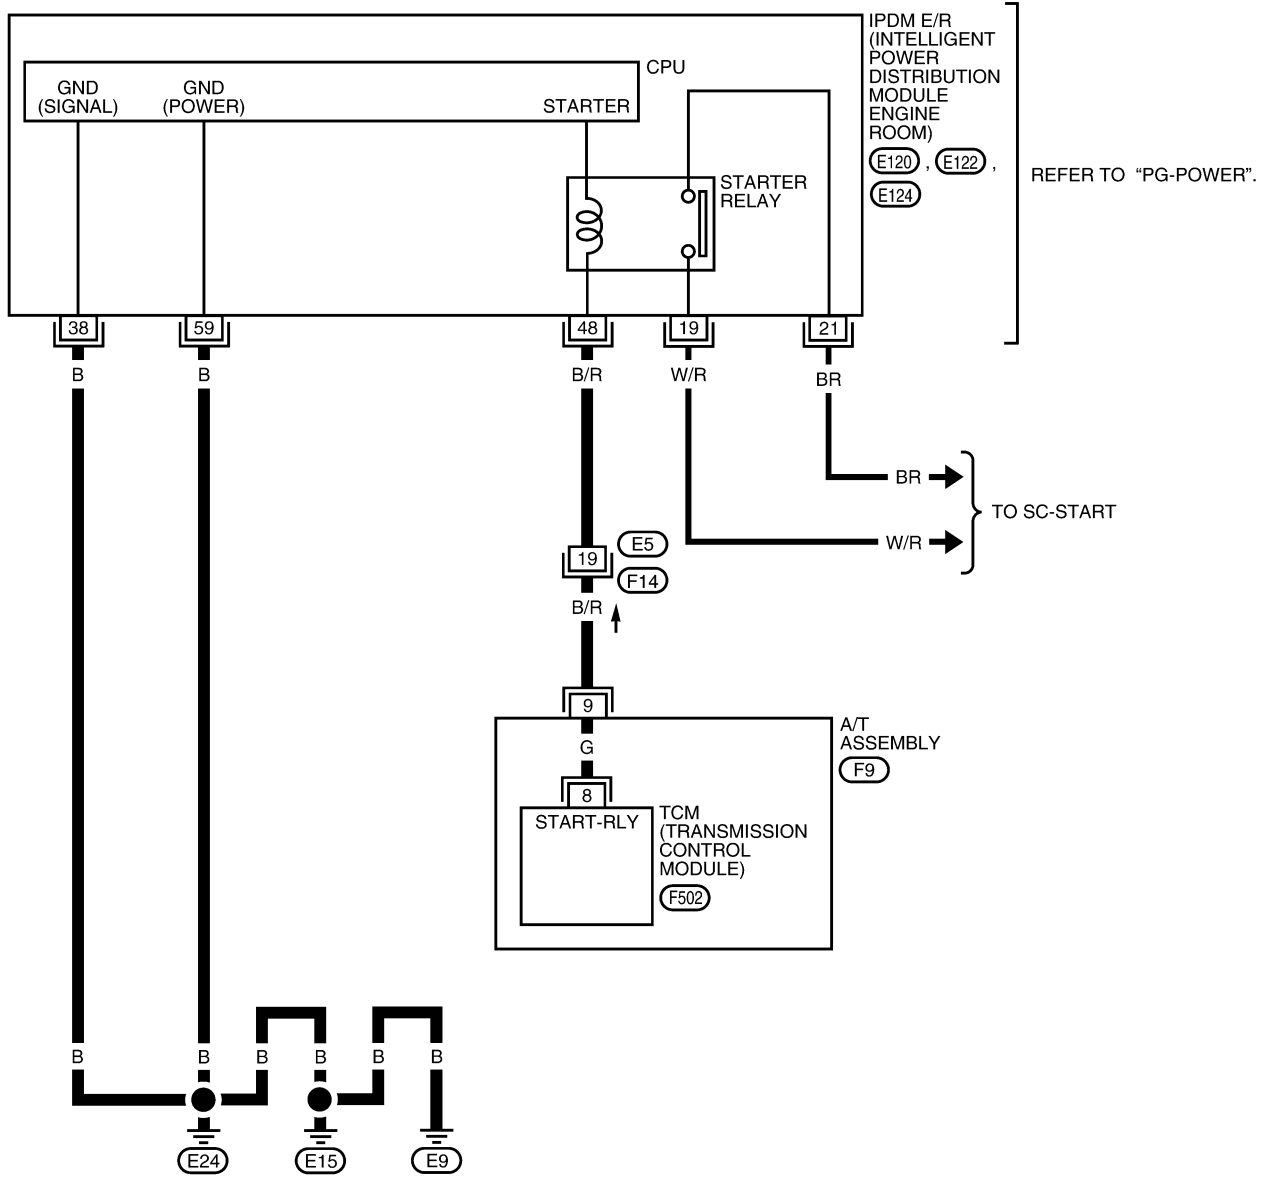 IPDM E/R
(INTELLIGENT
POWER
DISTRIBUTION
MODULE
ENGINE
ROOM)
E120 , E122 ,
E124
REFER TO “PG-POWER”.
CPU
GND
(SIGNAL)
GND
(POWER)
STARTER
STARTER
RELAY
38 59 48 19 21
B B B/R W/R BR
BR
W/R
TO SC-START
19
E5
F14
B/R
9
A/T
ASSEMBLY
F9
G
8
START-RLY
TCM
(TRANSMISSION
CONTROL
MODULE)
F502
B B B B B B
E24 E15 E9